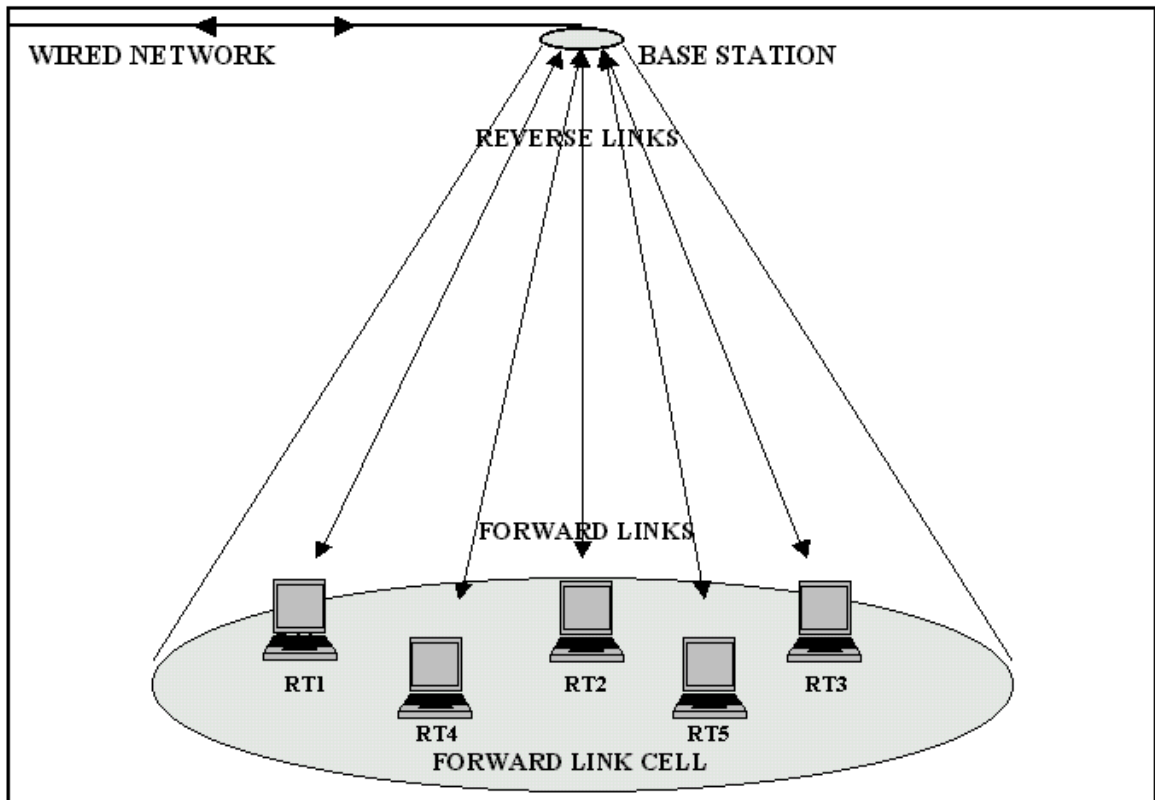 WIRED NETWORK
BASE STATION
REVERSE LINKS
FORWARD LINKS
RT1
RT2
RT3
RT4
RT5
FORWARD LINK CELL